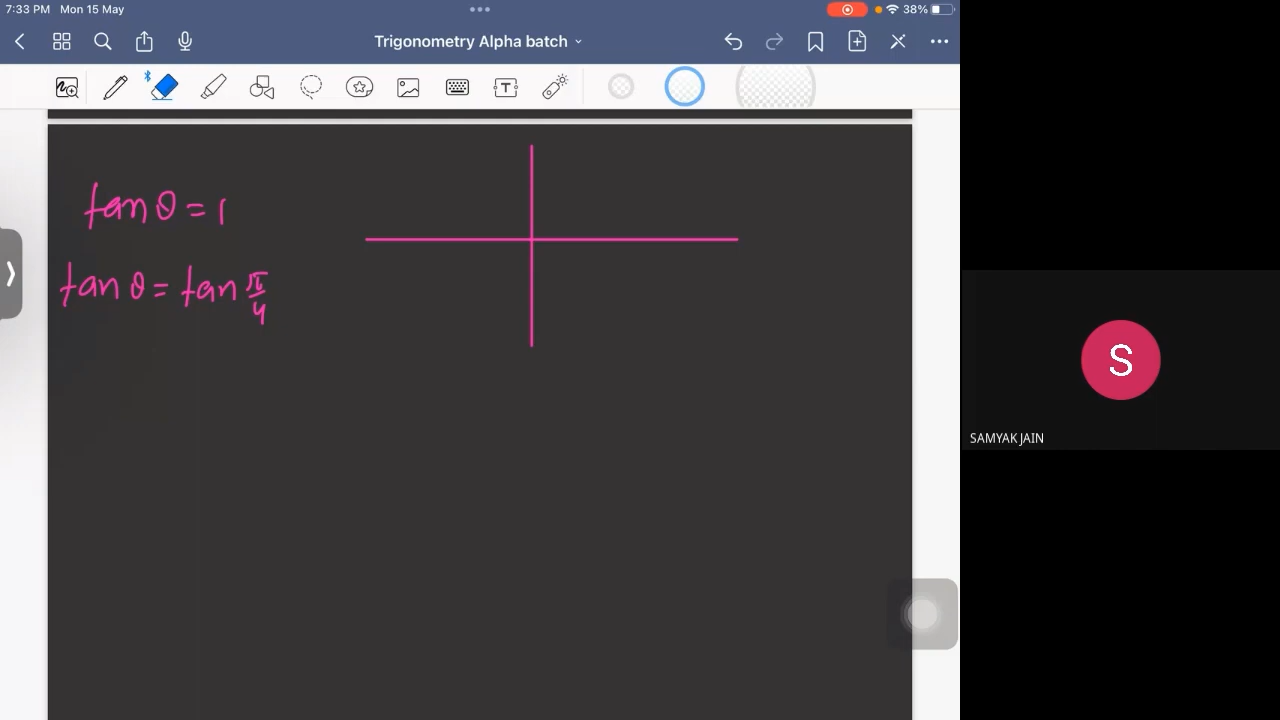 7:33 PM Mon 15 May
38%
Trigonometry Alpha batch
T
tan θ = 1
tan θ = tan π/4
S
SAMYAK JAIN